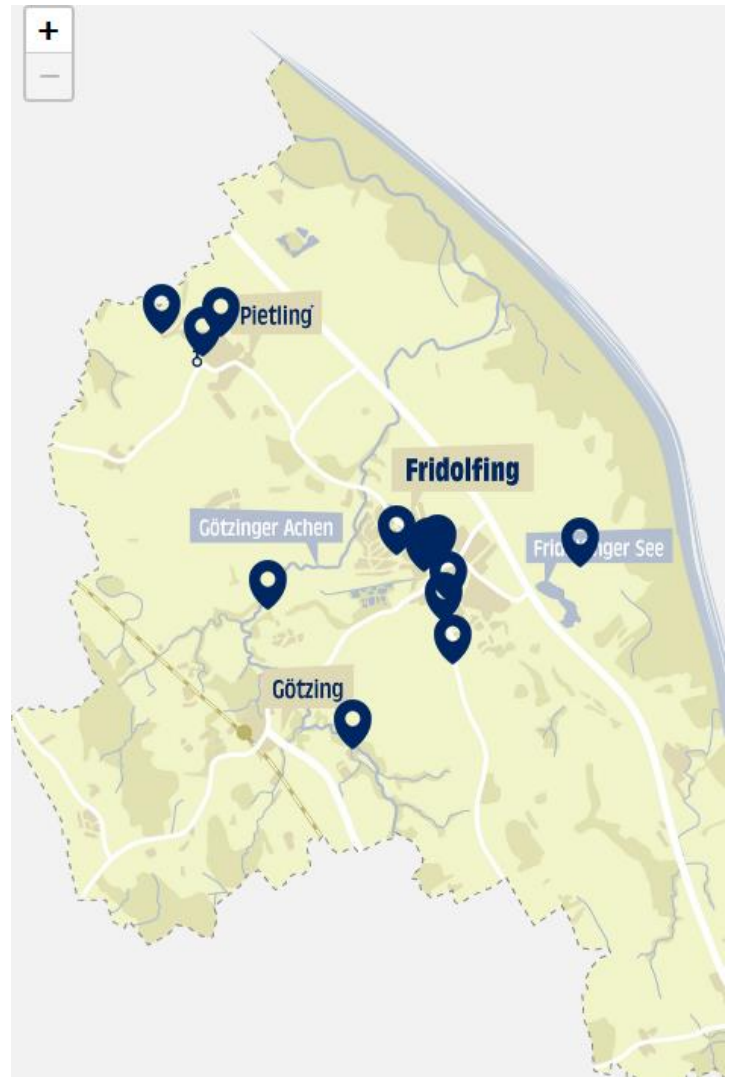 +
−
Pietling
Fridolfing
Götzinger Achen
See
Götzing